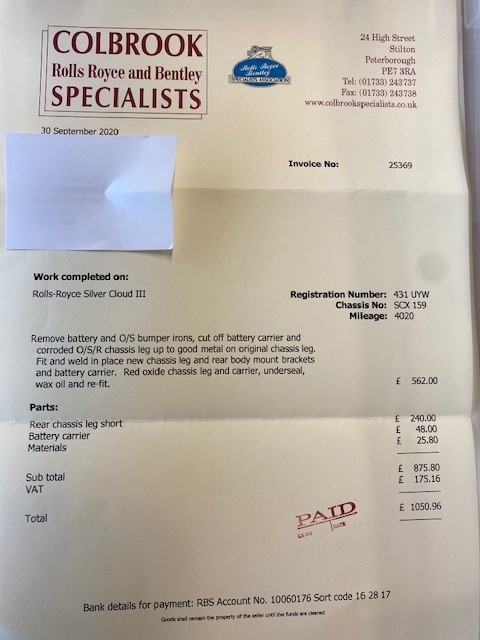 COLBROOK
Rolls Royce and Bentley
SPECIALISTS
Rolls Royce
Bentley
SPECIALISTS ASSOCIATION
24 High Street
Stilton
Peterborough
PE7 3RA
Tel: (01733) 243737
Fax: (01733) 243738
www.colbrookspecialists.co.uk
30 September 2020
Invoice No: 25369
Work completed on:
Rolls-Royce Silver Cloud III
Registration Number: 431 UYW
Chassis No: SCX 159
Mileage: 4020
Remove battery and O/S bumper irons, cut off battery carrier and
corroded O/S/R chassis leg up to good metal on original chassis leg.
Fit and weld in place new chassis leg and rear body mount brackets
and battery carrier. Red oxide chassis leg and carrier, underseal,
wax oil and re-fit. £ 562.00
Parts:
Rear chassis leg short £ 240.00
Battery carrier £ 48.00
Materials £ 25.80
Sub total £ 875.80
VAT £ 175.16
Total £ 1050.96
PAID
DATE
Bank details for payment: RBS Account No. 10060176 Sort code 16 28 17
Goods shall remain the property of the seller until the funds are cleared